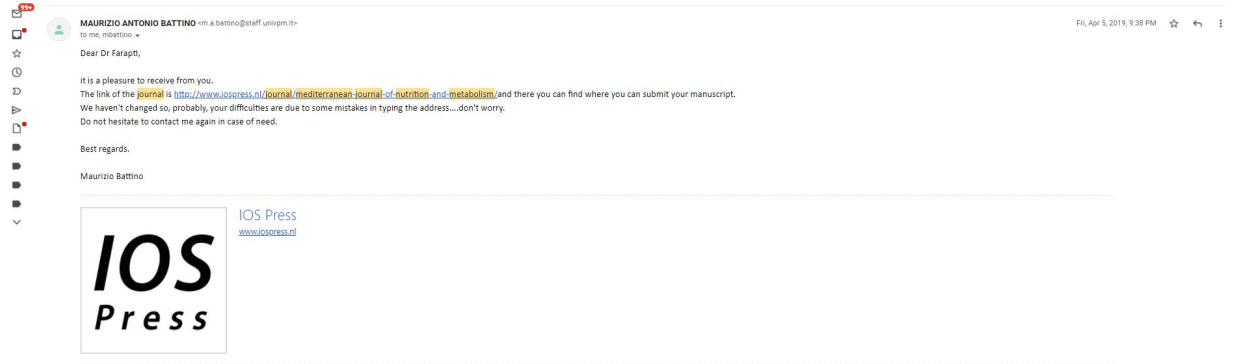 99+
MAURIZIO ANTONIO BATTINO <m.a.battino@staff.univpm.it>
Fri, Apr 5, 2019, 9:38 PM
to me, mbattino
Dear Dr Farapti,
it is a pleasure to receive from you.
The link of the journal is http://www.iospress.nl/journal/mediterranean-journal-of-nutrition-and-metabolism/and there you can find where you can submit your manuscript.
We haven't changed so, probably, your difficulties are due to some mistakes in typing the address....don't worry.
Do not hesitate to contact me again in case of need.
Best regards.
Maurizio Battino
IOS Press
www.iospress.nl
IOS
Press